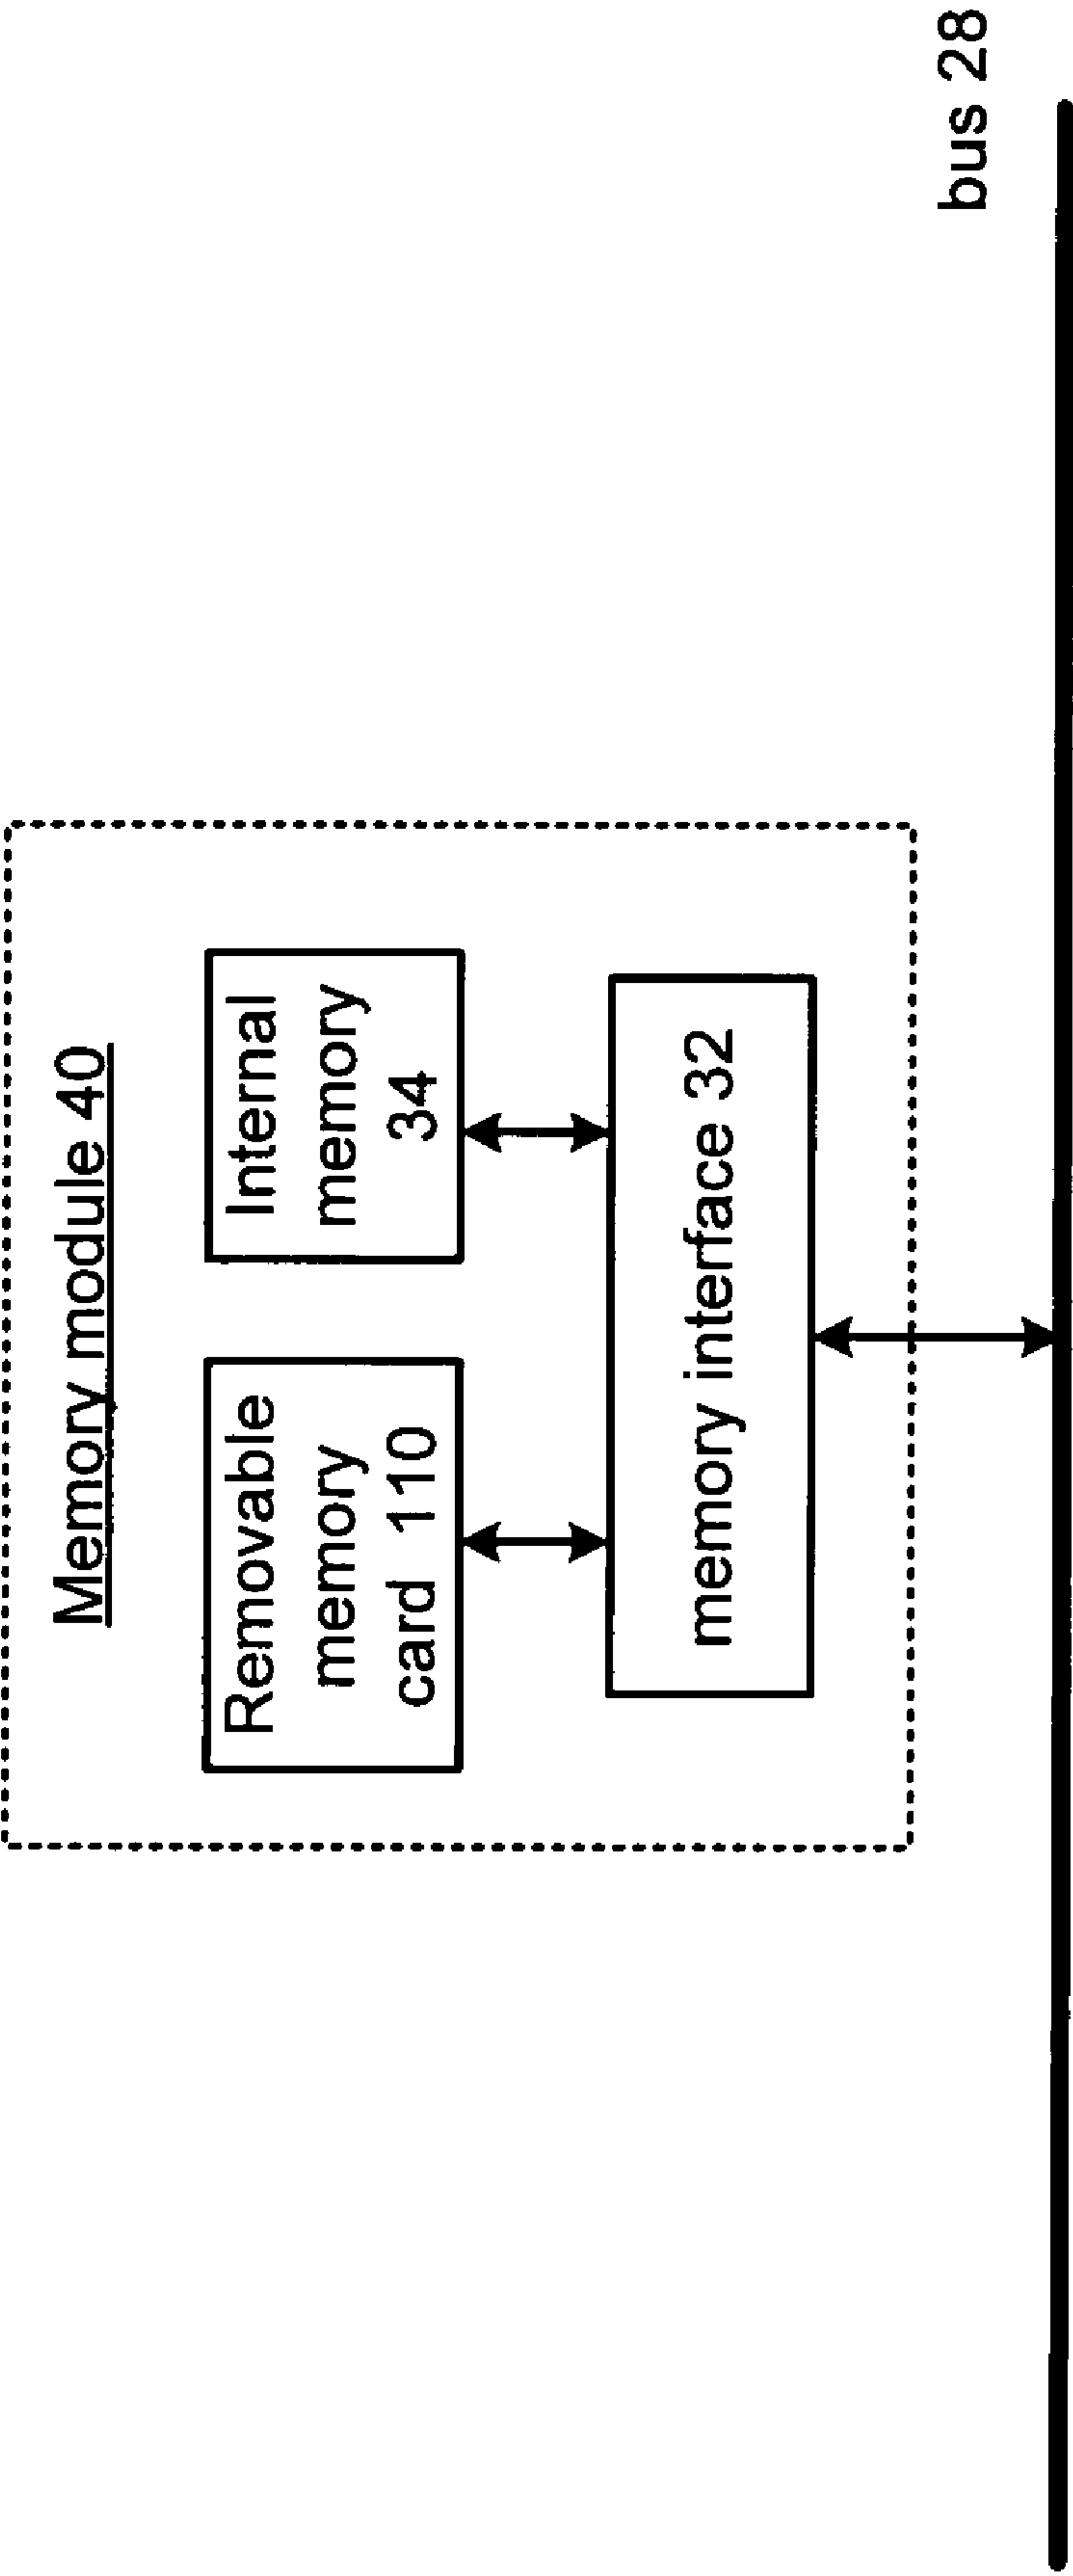 Memory module 40
Removable
memory
card 110
Internal
memory
34
memory interface 32
bus 28